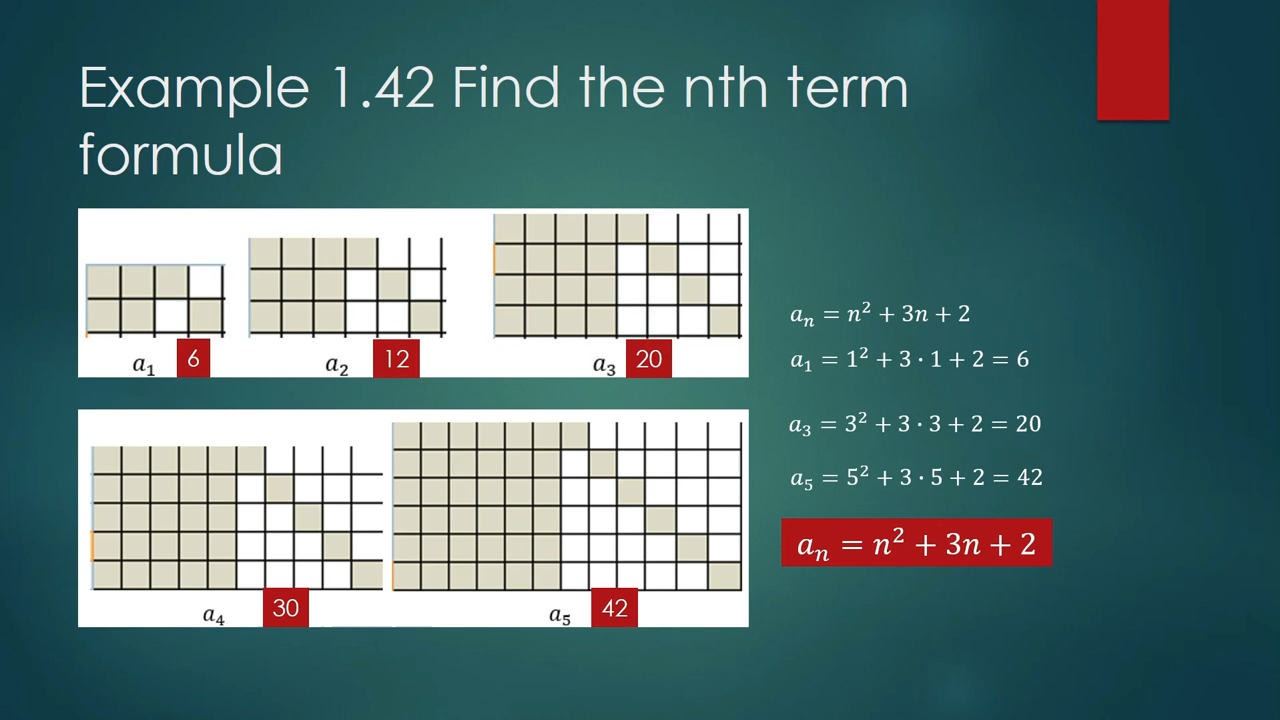 Example 1.42 Find the nth term
formula
a₁ 6
a₂ 12
a₃ 20
aₙ = n² + 3n + 2
a₁ = 1² + 3 · 1 + 2 = 6
a₃ = 3² + 3 · 3 + 2 = 20
a₅ = 5² + 3 · 5 + 2 = 42
aₙ = n² + 3n + 2
a₄ 30
a₅ 42